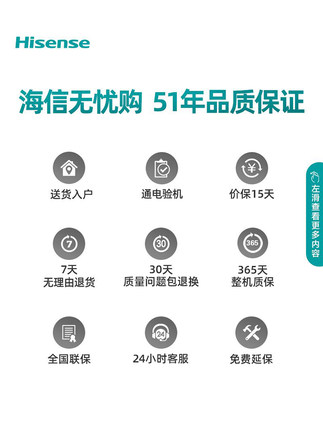 Hisense
海信无忧购 51年品质保证
送货入户
通电验机
价保15天
7
30
365
7天
无理由退货
30天
质量问题包退换
365天
整机质保
24
全国联保
24小时客服
免费延保
左滑查看更多内容